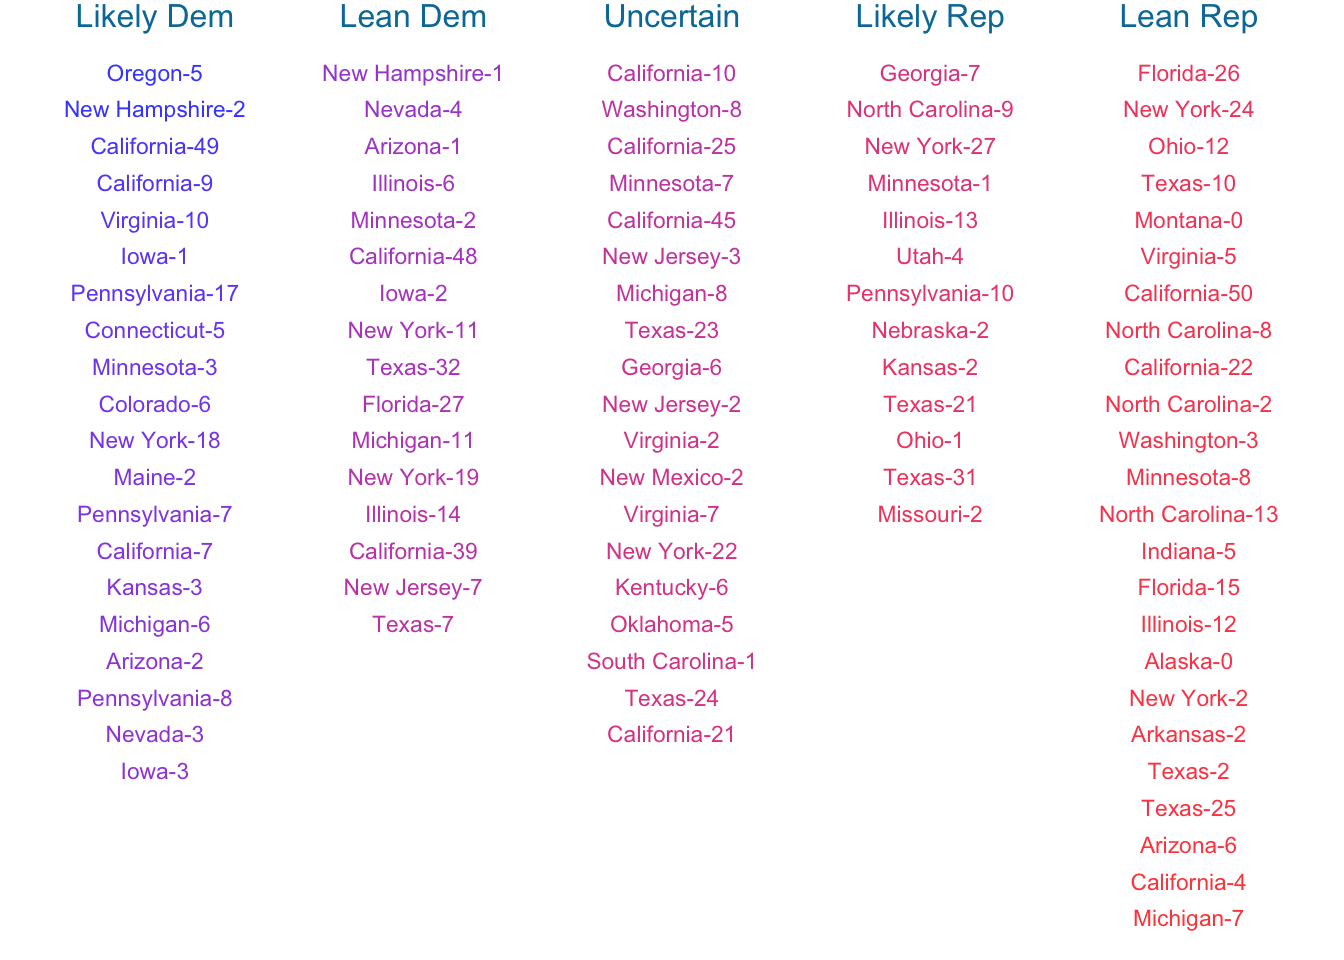 Likely Dem Lean Dem Uncertain Likely Rep Lean Rep
Oregon-5 New Hampshire-1 California-10 Georgia-7 Florida-26
New Hampshire-2 Nevada-4 Washington-8 North Carolina-9 New York-24
California-49 Arizona-1 California-25 New York-27 Ohio-12
California-9 Illinois-6 Minnesota-7 Minnesota-1 Texas-10
Virginia-10 Minnesota-2 California-45 Illinois-13 Montana-0
Iowa-1 California-48 New Jersey-3 Utah-4 Virginia-5
Pennsylvania-17 Iowa-2 Michigan-8 Pennsylvania-10 California-50
Connecticut-5 New York-11 Texas-23 Nebraska-2 North Carolina-8
Minnesota-3 Texas-32 Georgia-6 Kansas-2 California-22
Colorado-6 Florida-27 New Jersey-2 Texas-21 North Carolina-2
New York-18 Michigan-11 Virginia-2 Ohio-1 Washington-3
Maine-2 New York-19 New Mexico-2 Texas-31 Minnesota-8
Pennsylvania-7 Illinois-14 Virginia-7 Missouri-2 North Carolina-13
California-7 California-39 New York-22 Indiana-5
Kansas-3 New Jersey-7 Kentucky-6 Florida-15
Michigan-6 Texas-7 Oklahoma-5 Illinois-12
Arizona-2 South Carolina-1 Alaska-0
Pennsylvania-8 Texas-24 New York-2
Nevada-3 California-21 Arkansas-2
Iowa-3 Texas-2
Texas-25
Arizona-6
California-4
Michigan-7